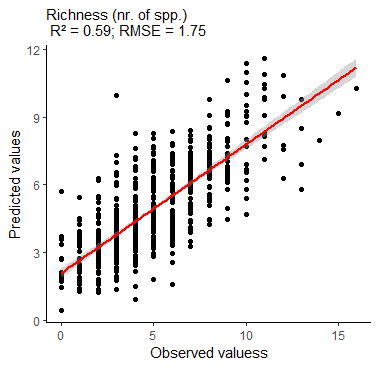 Richness (nr. of spp.)
R² = 0.59; RMSE = 1.75
12
9
6
3
0
Predicted values
0 5 10 15
Observed valuess